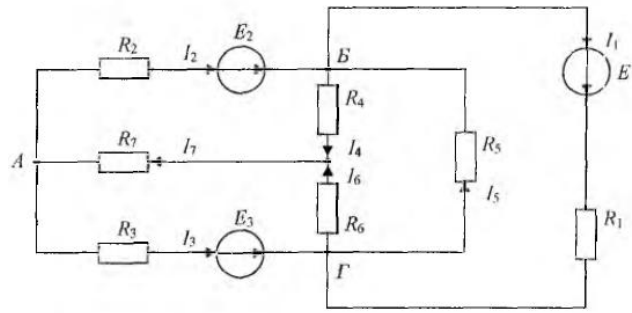 R₂ I₂ E₂ Б I₁
E
R₄
A R₇ I₇ I₄ R₅
I₆ I₅
R₃ I₃ E₃ R₆ R₁
Г